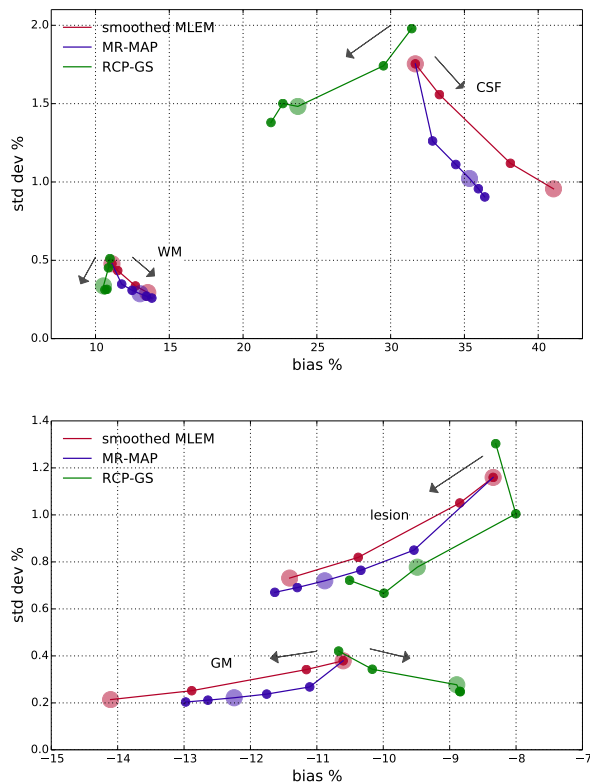 2.0
1.5
1.0
0.5
0.0
std dev %
smoothed MLEM
MR-MAP
RCP-GS
CSF
WM
10 15 20 25 30 35 40
bias %
1.4
1.2
1.0
0.8
0.6
0.4
0.2
0.0
std dev %
smoothed MLEM
MR-MAP
RCP-GS
lesion
GM
−15 −14 −13 −12 −11 −10 −9 −8 −7
bias %